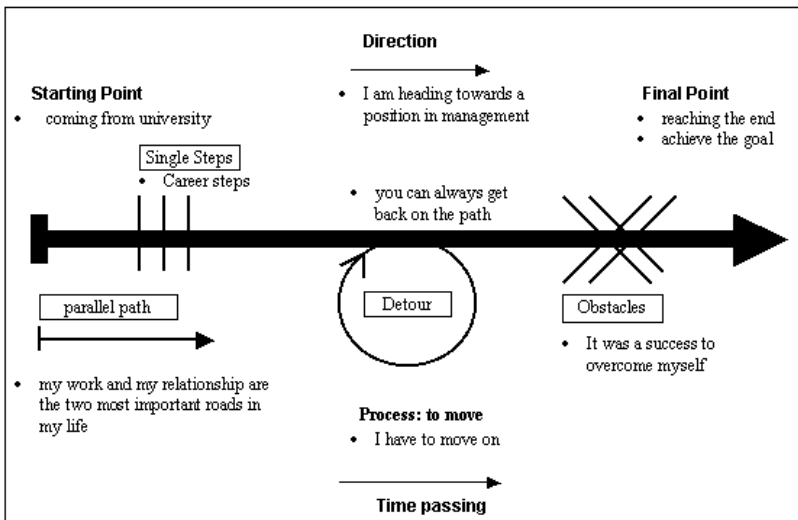 Direction
• I am heading towards a
position in management
Starting Point
• coming from university
Final Point
• reaching the end
• achieve the goal
Single Steps
• Career steps
• you can always get
back on the path
parallel path
Detour
Obstacles
• It was a success to
overcome myself
• my work and my relationship are
the two most important roads in
my life
Process: to move
• I have to move on
Time passing